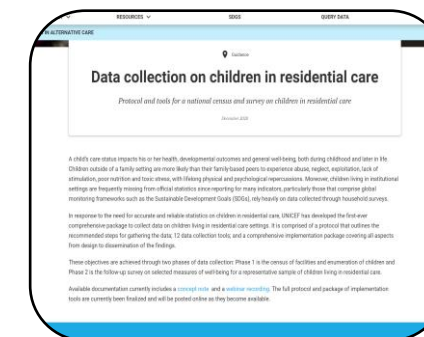 RESOURCES
SDGS
QUERY DATA
IN ALTERNATIVE CARE
Guidance
Data collection on children in residential care
Protocol and tools for a national census and survey on children in residential care
December 2020
A child's care status impacts his or her health, developmental outcomes and general well-being, both during childhood and later in life.
Children outside of a family setting are more likely than their family-based peers to experience abuse, neglect, exploitation, lack of
stimulation, poor nutrition and toxic stress, with lifelong physical and psychological repercussions. Moreover, children living in institutional
settings are frequently missing from official statistics since reporting for many indicators, particularly those that comprise global
monitoring frameworks such as the Sustainable Development Goals (SDGs), rely heavily on data collected through household surveys.
In response to the need for accurate and reliable statistics on children in residential care, UNICEF has developed the first-ever
comprehensive package to collect data on children living in residential care settings. It is comprised of a protocol that outlines the
recommended steps for gathering the data; 12 data collection tools; and a comprehensive implementation package covering all aspects
from design to dissemination of the findings.
These objectives are achieved through two phases of data collection: Phase 1 is the census of facilities and enumeration of children and
Phase 2 is the follow-up survey on selected measures of well-being for a representative sample of children living in residential care.
Available documentation currently includes a concept note and a webinar recording. The full protocol and package of implementation
tools are currently been finalized and will be posted online as they become available.